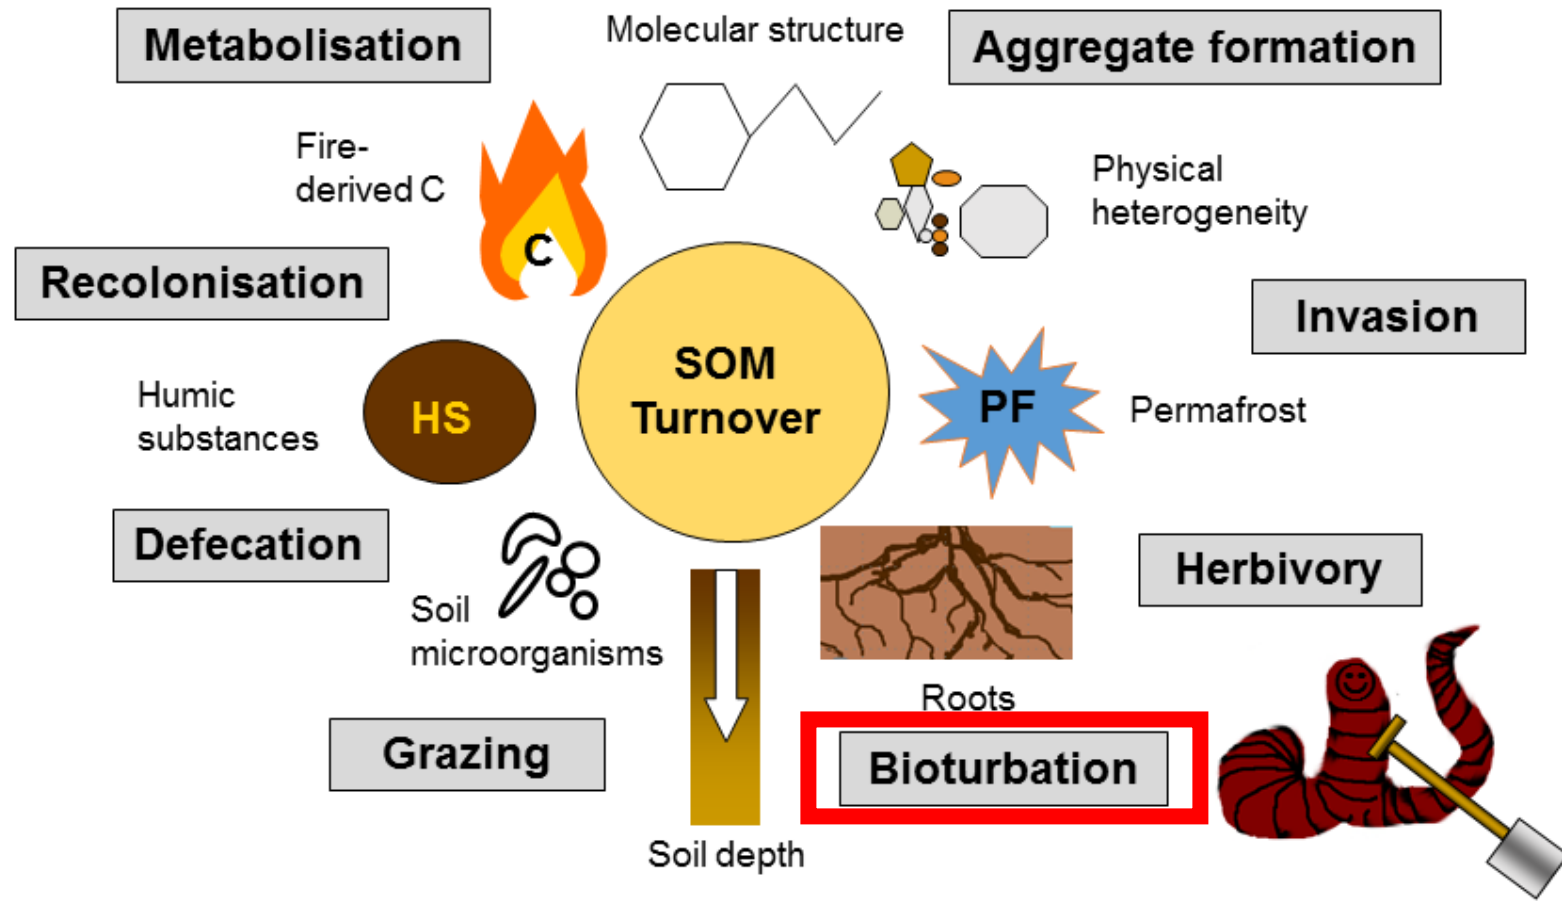 Metabolisation
Molecular structure
Aggregate formation
Fire-
derived C
C
Physical
heterogeneity
Recolonisation
Invasion
SOM
Turnover
Humic
substances
HS
PF
Permafrost
Defecation
Herbivory
Soil
microorganisms
Roots
Grazing
Bioturbation
Soil depth